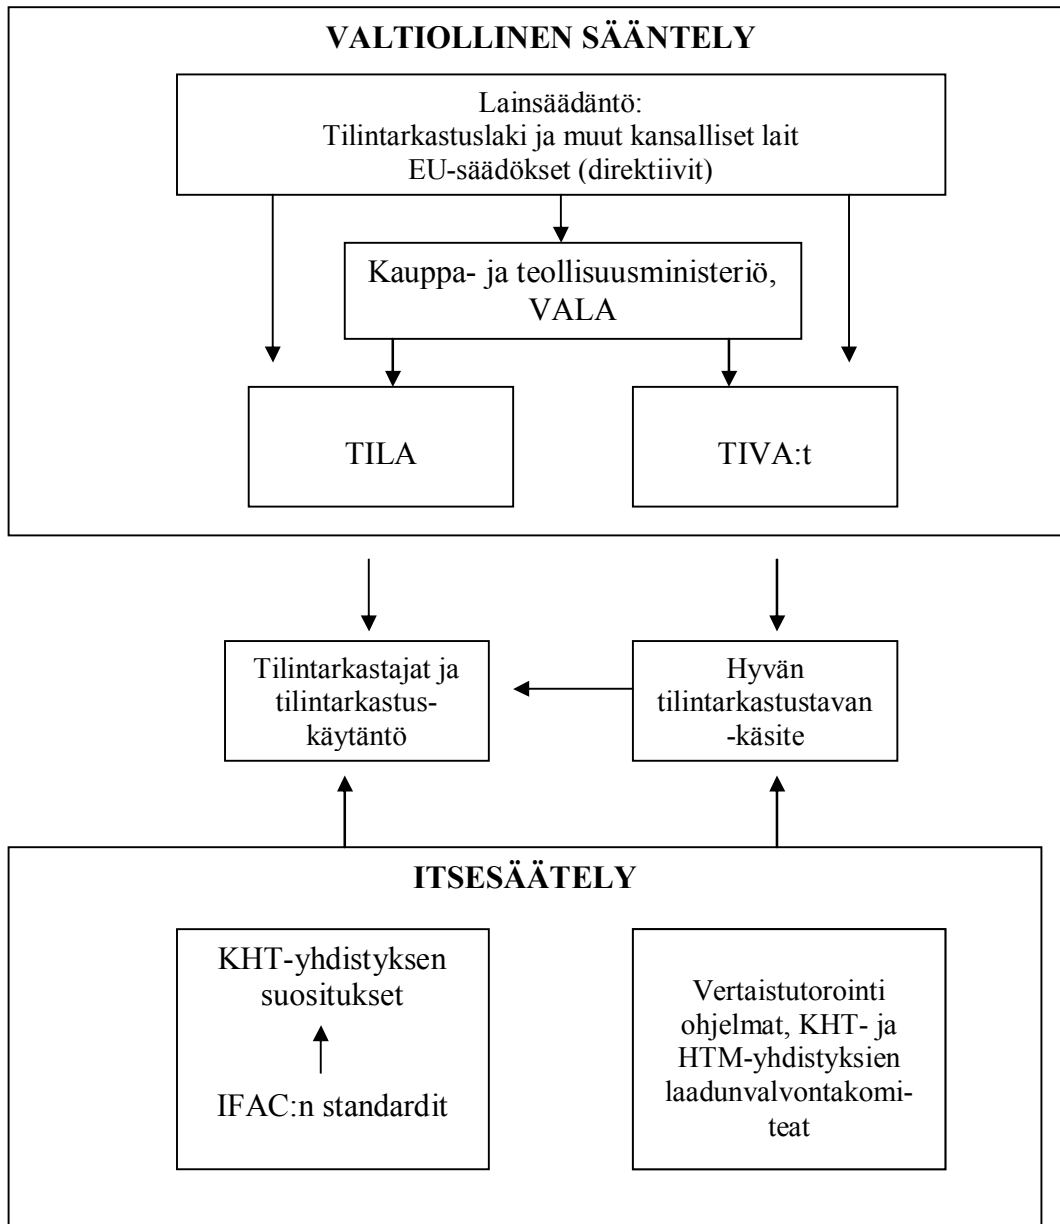 VALTIOLLINEN SÄÄNTELY
Lainsäädäntö:
Tilintarkastuslaki ja muut kansalliset lait
EU-säädökset (direktiivit)
Kauppa- ja teollisuusministeriö,
VALA
TILA
TIVA:t
Tilintarkastajat ja
tilintarkastus-
käytäntö
Hyvän
tilintarkastustavan
-käsite
ITSESÄÄTELY
KHT-yhdistyksen
suositukset
IFAC:n standardit
Vertaistutorointi
ohjelmat, KHT- ja
HTM-yhdistyksien
laadunvalvontakomi-
teat